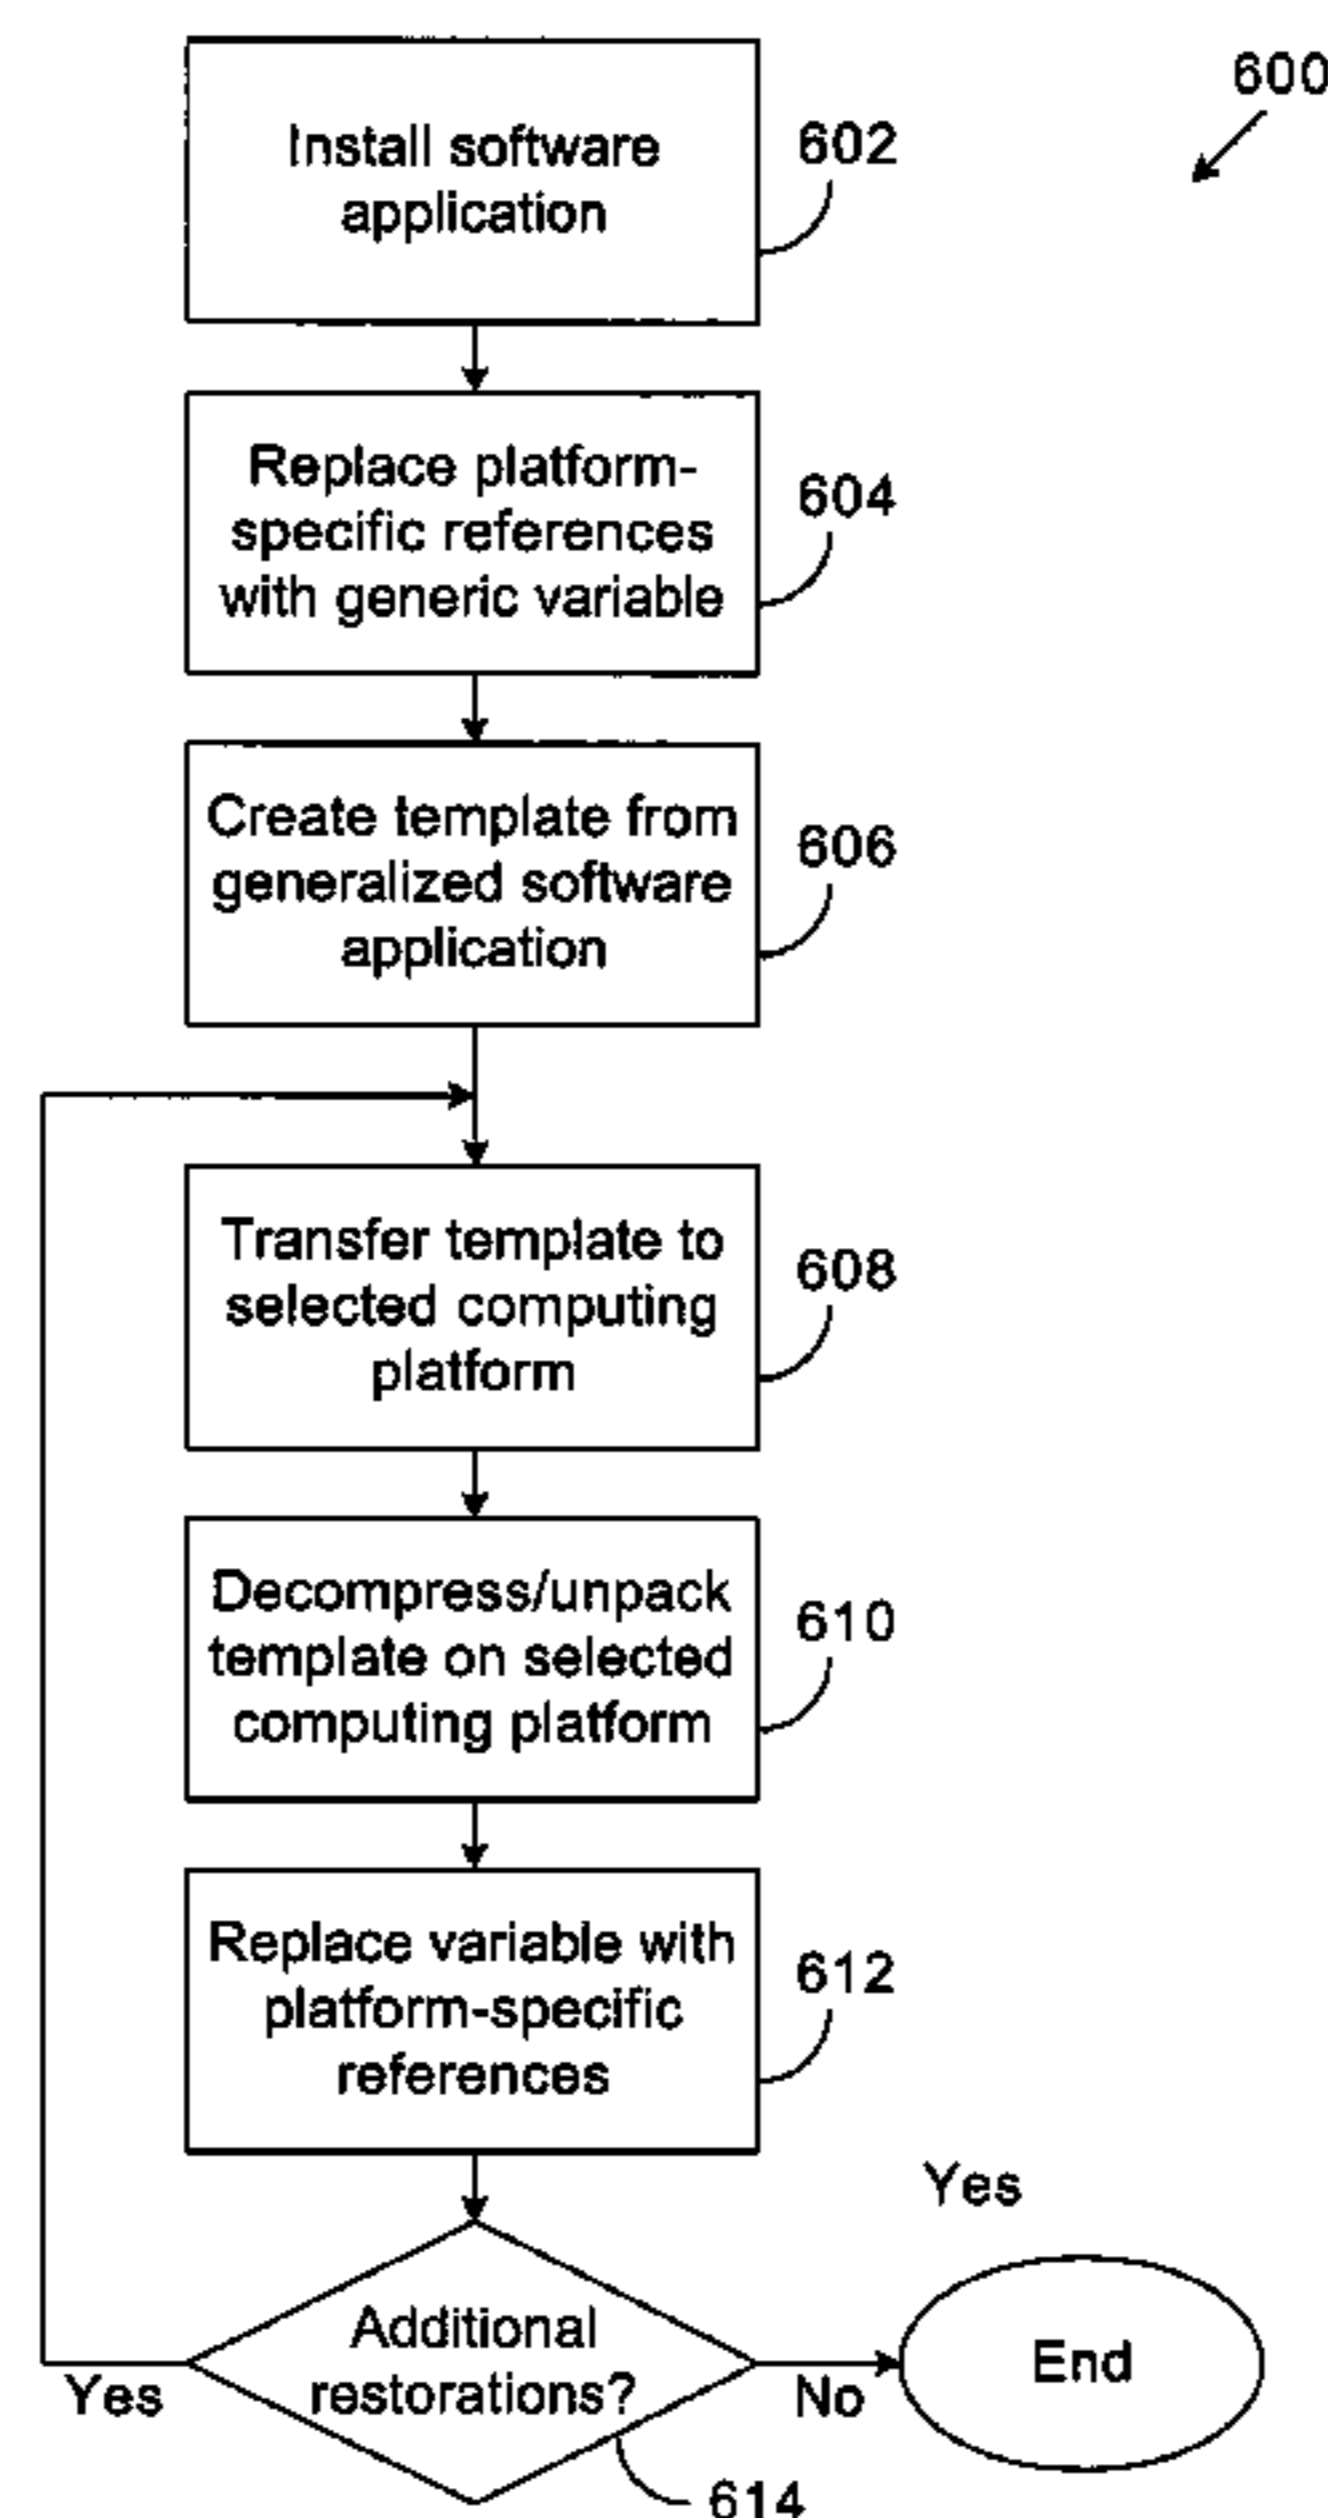 600
Install software
application
602
Replace platform-
specific references
with generic variable
604
Create template from
generalized software
application
606
Transfer template to
selected computing
platform
608
Decompress/unpack
template on selected
computing platform
610
Replace variable with
platform-specific
references
612
Yes
Additional
restorations?
End
Yes
No
614